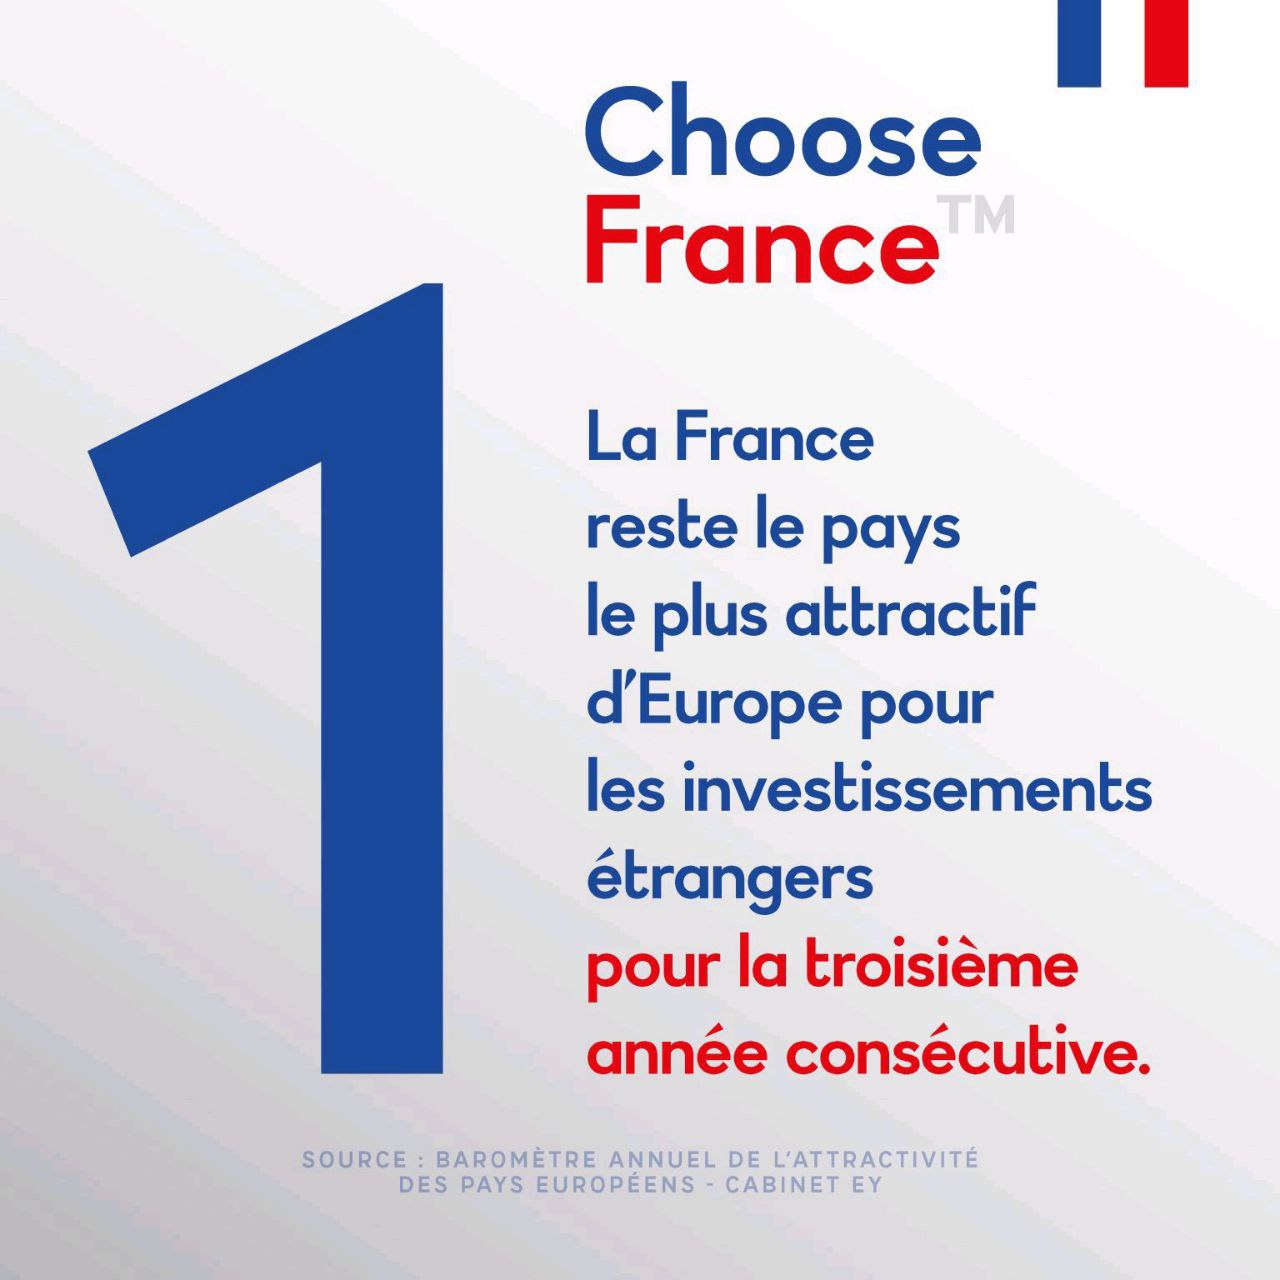 Choose
France™
1
La France
reste le pays
le plus attractif
d’Europe pour
les investissements
étrangers
pour la troisième
année consécutive.
SOURCE : BAROMÈTRE ANNUEL DE L’ATTRACTIVITÉ
DES PAYS EUROPÉENS - CABINET EY